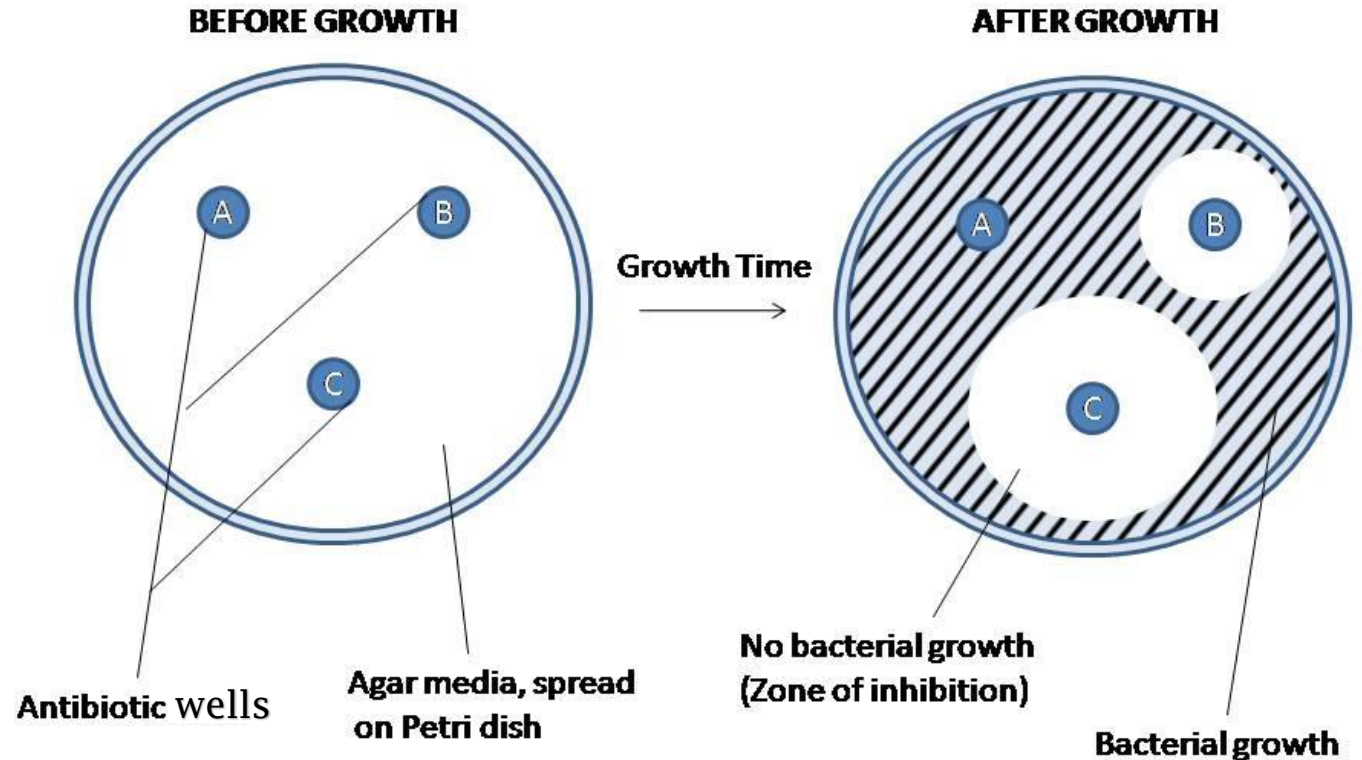 BEFORE GROWTH
AFTER GROWTH
A
B
C
Growth Time
A
B
C
Antibiotic wells
Agar media, spread
on Petri dish
No bacterial growth
(Zone of inhibition)
Bacterial growth